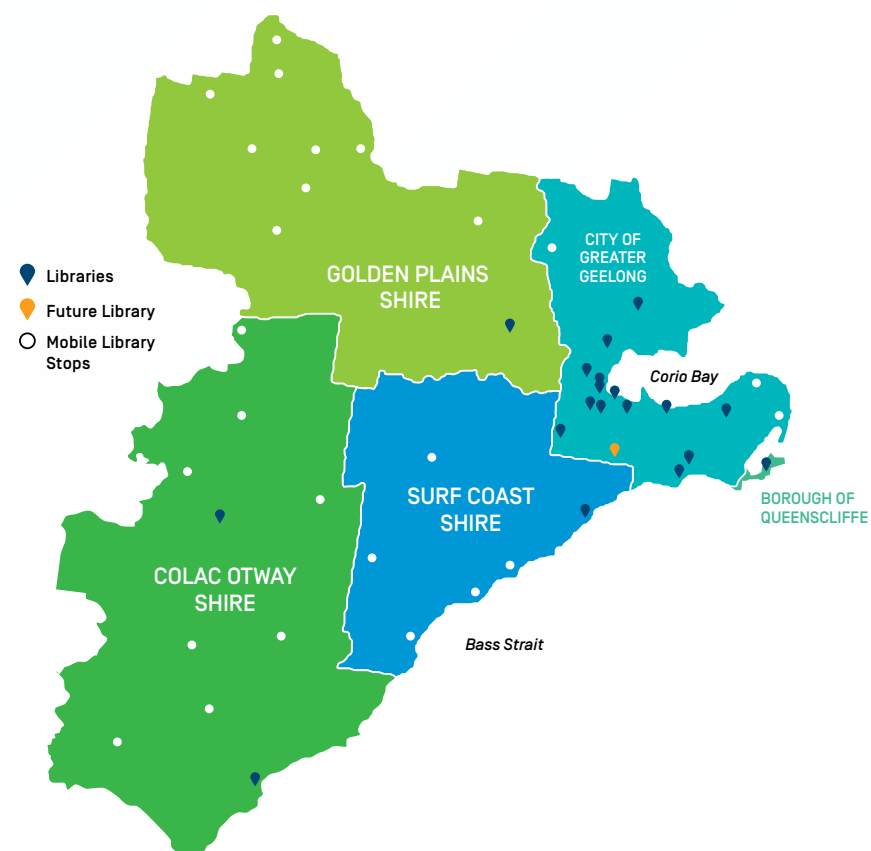 CITY OF
GREATER
GEELONG
GOLDEN PLAINS
SHIRE
Libraries
Future Library
Mobile Library
Stops
Corio Bay
SURF COAST
SHIRE
BOROUGH OF
QUEENSCLIFFE
COLAC OTWAY
SHIRE
Bass Strait